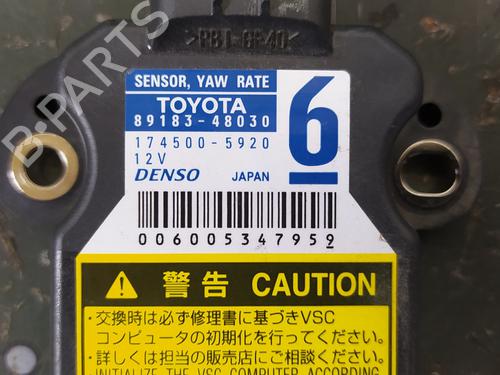 >PBT-GF40<
SENSOR, YAW RATE
TOYOTA
89183-48030
6
174500-5920
12V
DENSO JAPAN
006005347959
警告 CAUTION
・交換時は必ず修理書に基づきVSC
コンピュータの初期化を行ってください。
・詳しくは担当の販売店にご相談ください。
INITIALIZE THE VSC COMPUTER ACCORDING
B-PARTS